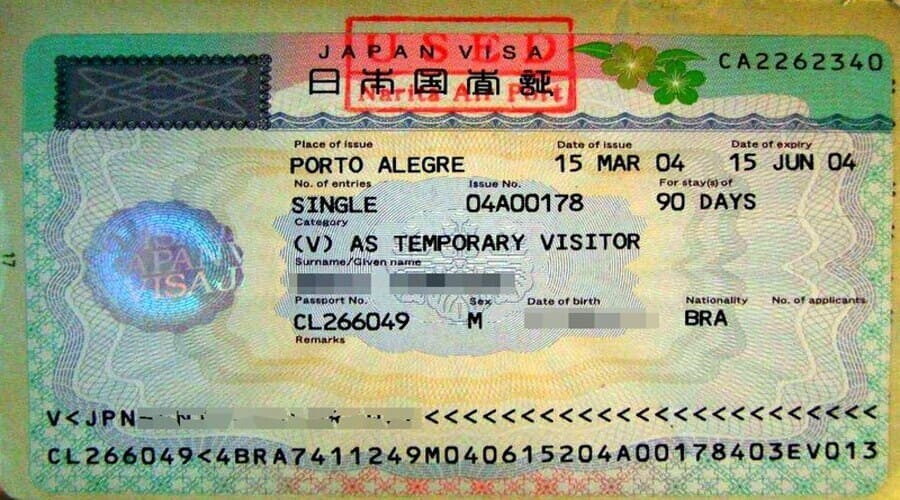 USED
JAPAN VISA
日本国査証
Narita Air Port
CA2262340
Place of issue Date of issue Date of expiry
PORTO ALEGRE 15 MAR 04 15 JUN 04
No. of entries Issue No. For stay(s) of
SINGLE 04A00178 90 DAYS
Category
(V) AS TEMPORARY VISITOR
Surname/Given name
Passport No. Sex Date of birth Nationality No. of applicants
CL266049 M BRA
Remarks
17
JAPAN
VISA
V<JPN
<<<<<<<<<<<<<<<<<<<<<<<<
CL266049<4BRA7411249M040615204A00178403EV013